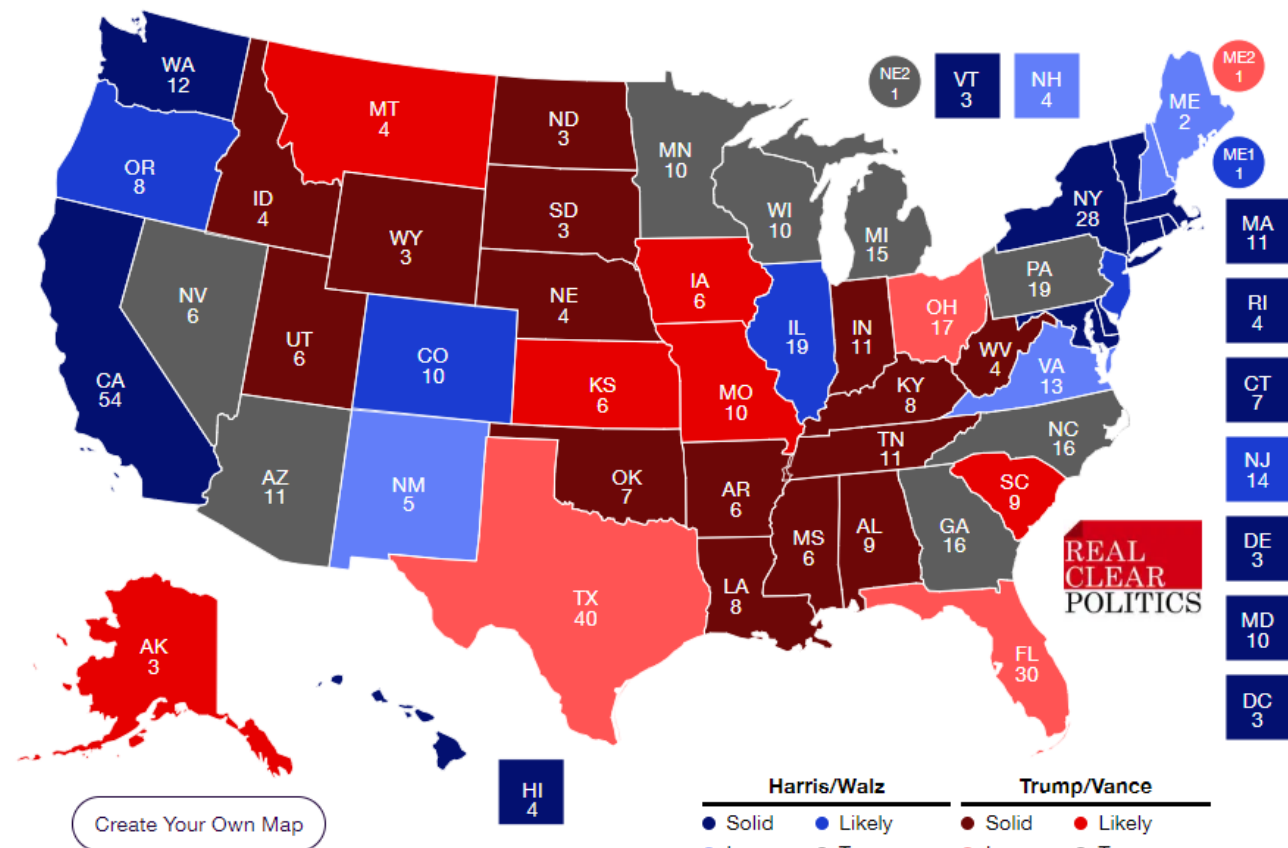 WA
12
OR
8
CA
54
NV
6
ID
4
MT
4
WY
3
UT
6
AZ
11
CO
10
NM
5
ND
3
SD
3
NE
4
KS
6
OK
7
TX
40
MN
10
IA
6
MO
10
AR
6
LA
8
WI
10
IL
19
MI
15
IN
11
OH
17
KY
8
TN
11
MS
6
AL
9
GA
16
FL
30
SC
9
NC
16
VA
13
WV
4
PA
19
NY
28
ME
2
NE2
1
VT
3
NH
4
ME2
1
ME1
1
MA
11
RI
4
CT
7
NJ
14
DE
3
MD
10
DC
3
AK
3
HI
4
REAL
CLEAR
POLITICS
Create Your Own Map
Harris/Walz Trump/Vance
Solid Likely Solid Likely